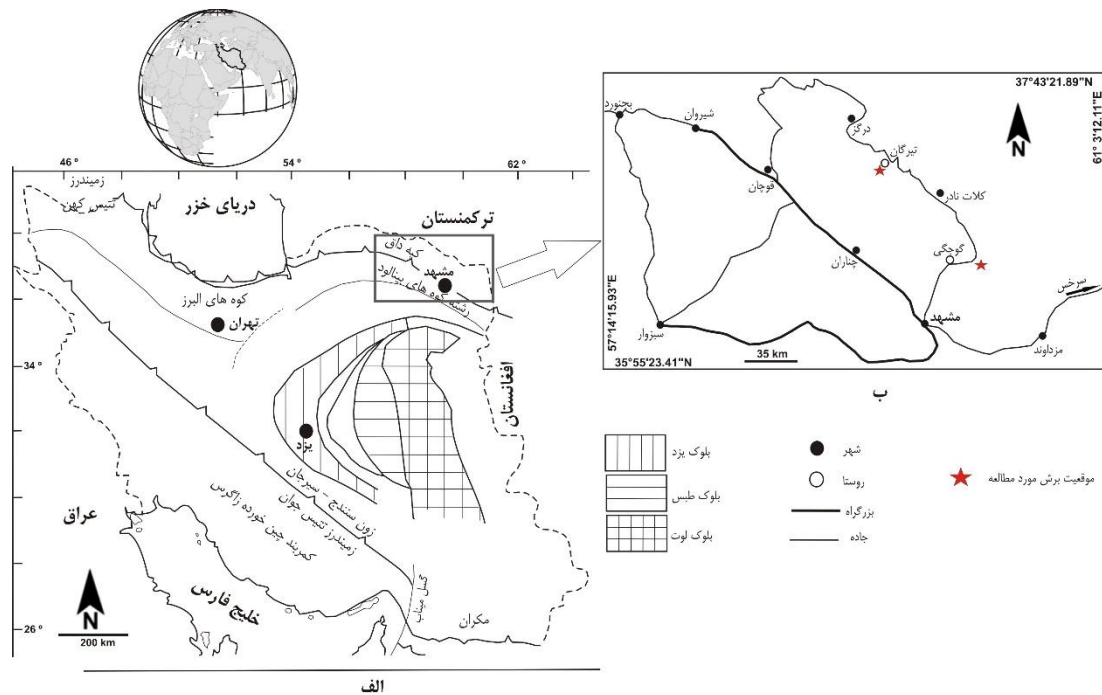 46 °
54 °
62 °
34°
26°
زمیندرز
تتیس کهن
دریای خزر
ترکمنستان
کپه داق
مشهد
رشته کوه های بینالود
کوه های البرز
تهران
افغانستان
یزد
زون سنندج - سیرجان
زمیندرز تتیس جوان
کمربند چین خورده زاگرس
عراق
خلیج فارس
گسل میناب
مکران
N
200 km
الف
37°43'21.89"N
61° 3'12.11"E
57°14'15.93"E
35°55'23.41"N
N
بجنورد
شیروان
درگز
تیرگان
قوچان
کلات نادر
چناران
گوجگی
سرخس
مشهد
سبزوار
مزداوند
35 km
ب
بلوک یزد
بلوک طبس
بلوک لوت
شهر
روستا
بزرگراه
جاده
موقعیت برش مورد مطالعه